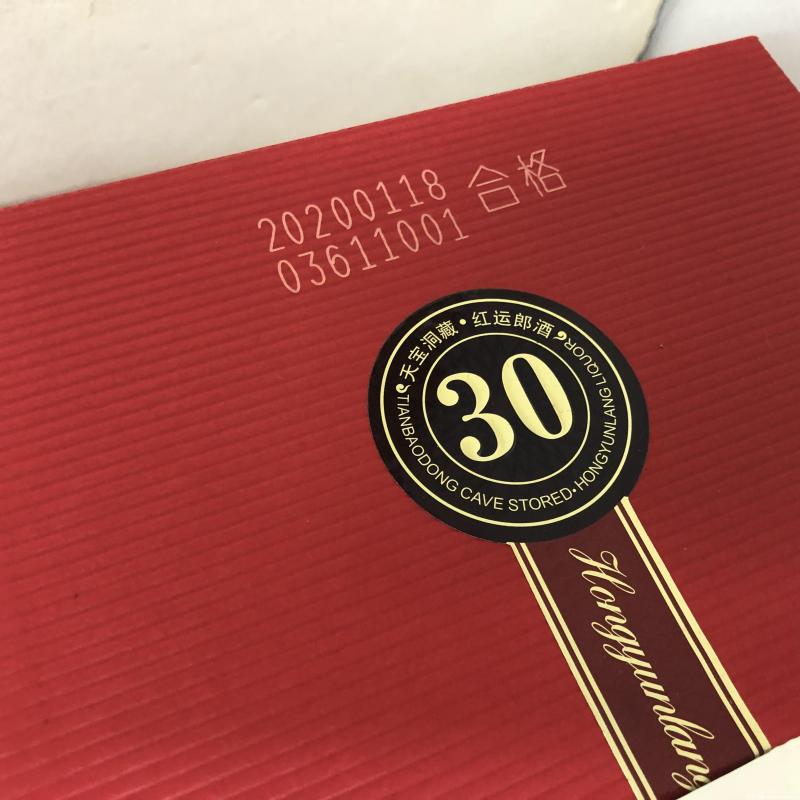 20200118 合格
03611001
天宝洞藏·红运郎酒
30
TIANBAODONG CAVE STORED·HONGYUNLANG LIQUOR
Hongyunlang